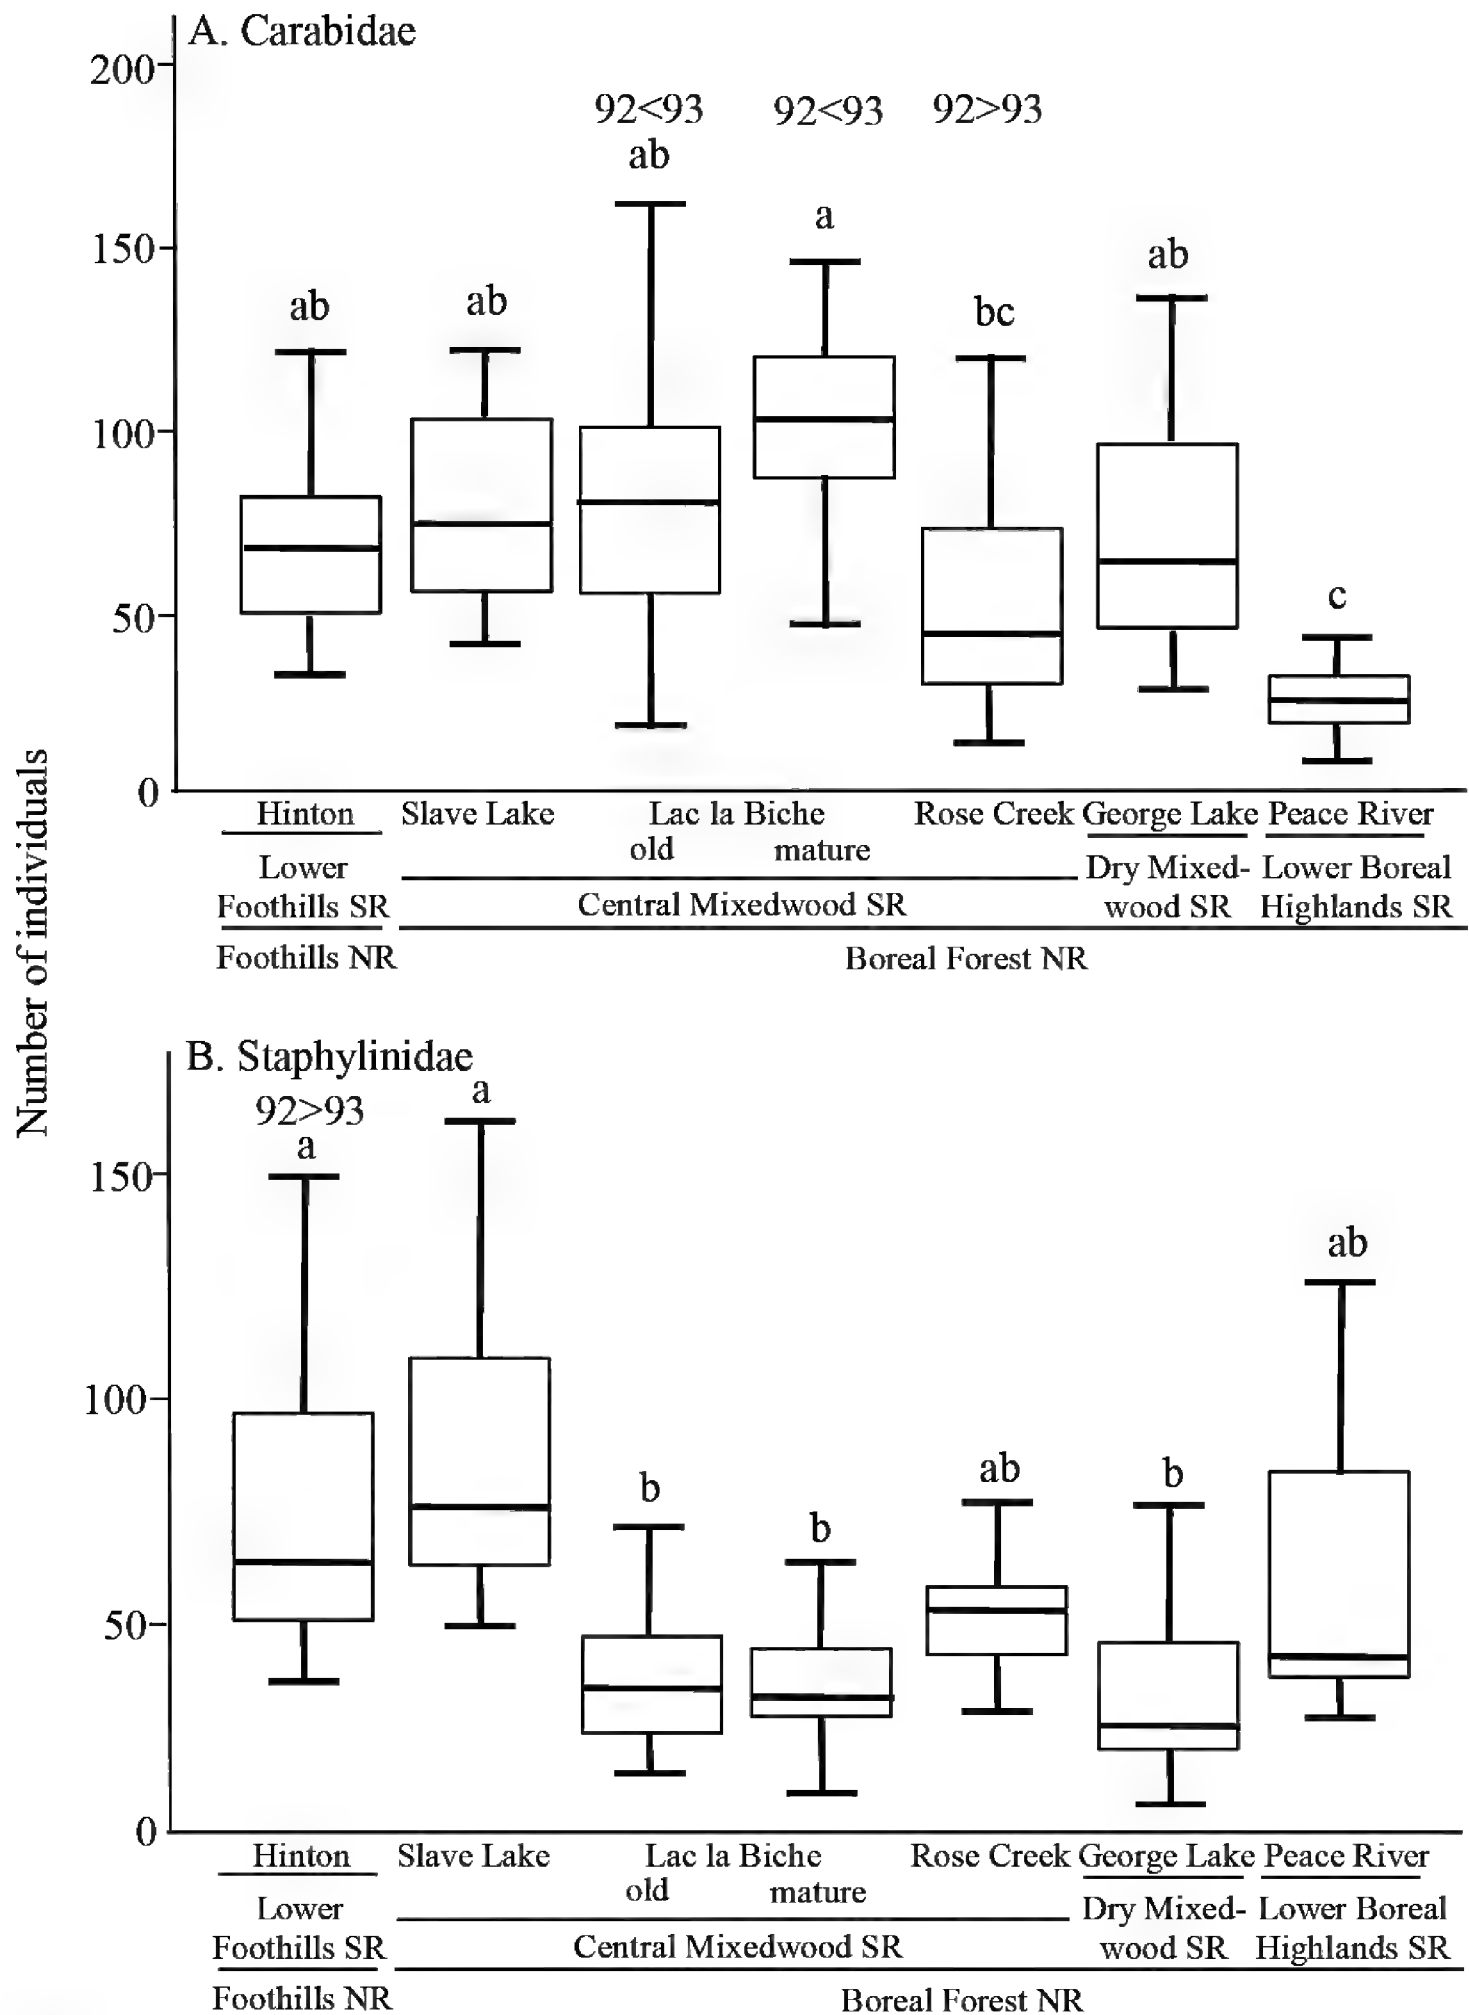 A. Carabidae
200
92<93 92<93 92>93
ab
a
150
ab
ab ab
bc
100
50
c
0
Hinton Slave Lake Lac la Biche Rose Creek George Lake Peace River
old mature
Lower Dry Mixed- Lower Boreal
Foothills SR Central Mixedwood SR wood SR Highlands SR
Foothills NR Boreal Forest NR
Number of individuals
B. Staphylinidae
a
92>93
a
150
ab
100
ab
b b
b
50
0
Hinton Slave Lake Lac la Biche Rose Creek George Lake Peace River
old mature
Lower Dry Mixed- Lower Boreal
Foothills SR Central Mixedwood SR wood SR Highlands SR
Foothills NR Boreal Forest NR